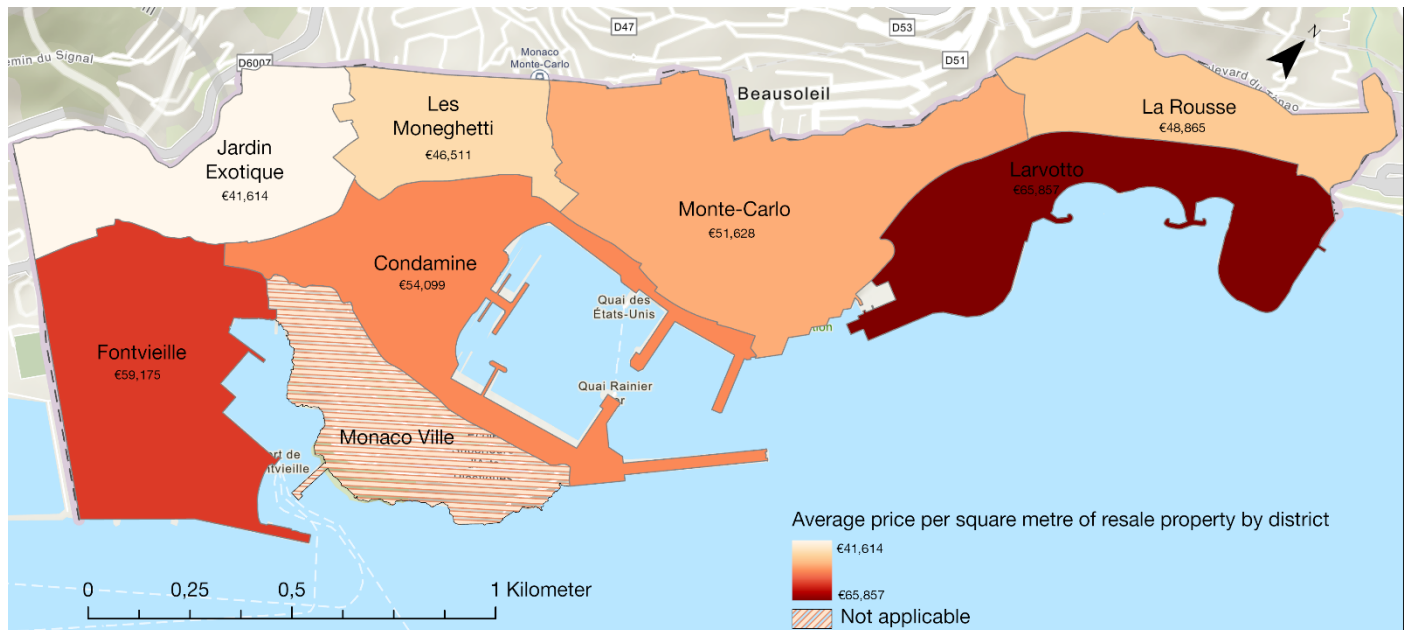 D47
D53
D51
D6007
N
Monaco
Monte-Carlo
Beausoleil
Les
Moneghetti
€46,511
La Rousse
€48,865
Jardin
Exotique
€41,614
Larvotto
€65,857
Monte-Carlo
€51,628
Condamine
€54,099
Quai des
États-Unis
Fontvieille
€59,175
Quai Rainier
Monaco Ville
Average price per square metre of resale property by district
€41,614
€65,857
Not applicable
0 0,25 0,5 1 Kilometer